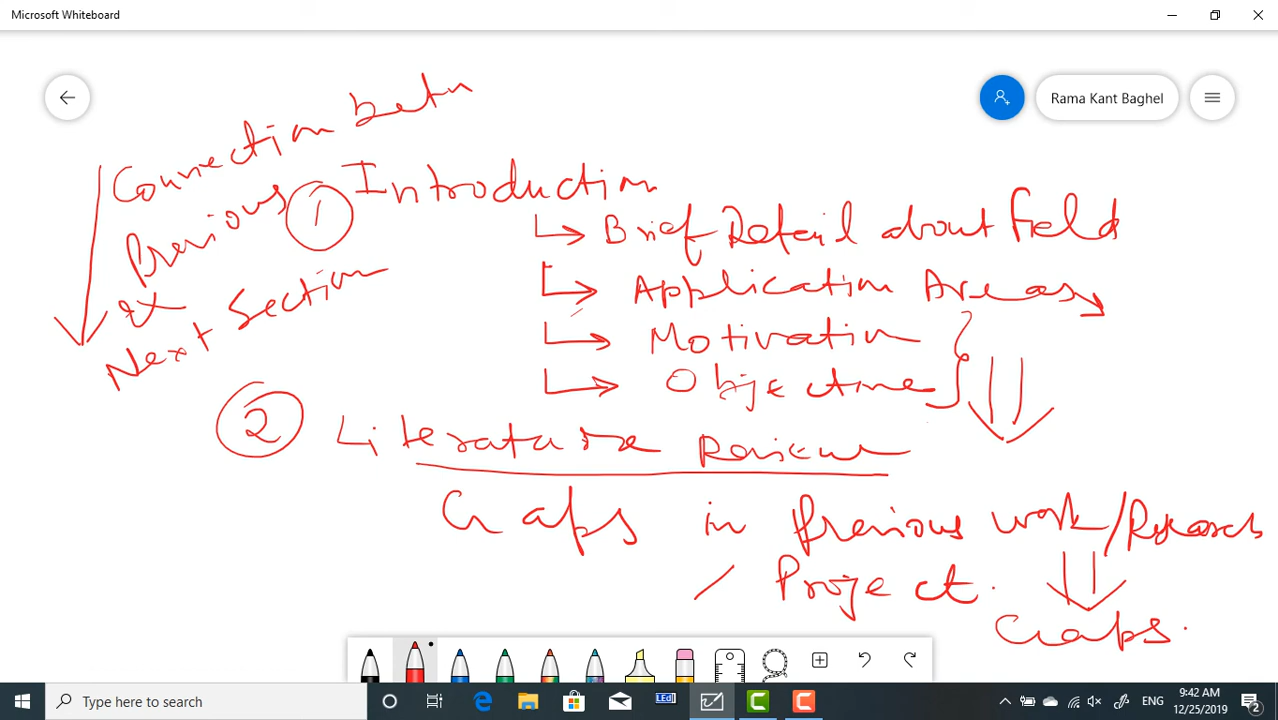 Microsoft Whiteboard
Rama Kant Baghel
Connection betn
Previous
&
Next Section
1 Introduction
Brief Detail about field
Application Areas
Motivation
Objective
2 Literature Review
Gaps in Previous work/Research
/ Project.
Gaps.
Type here to search
LEd
ENG
9:42 AM
12/25/2019
2